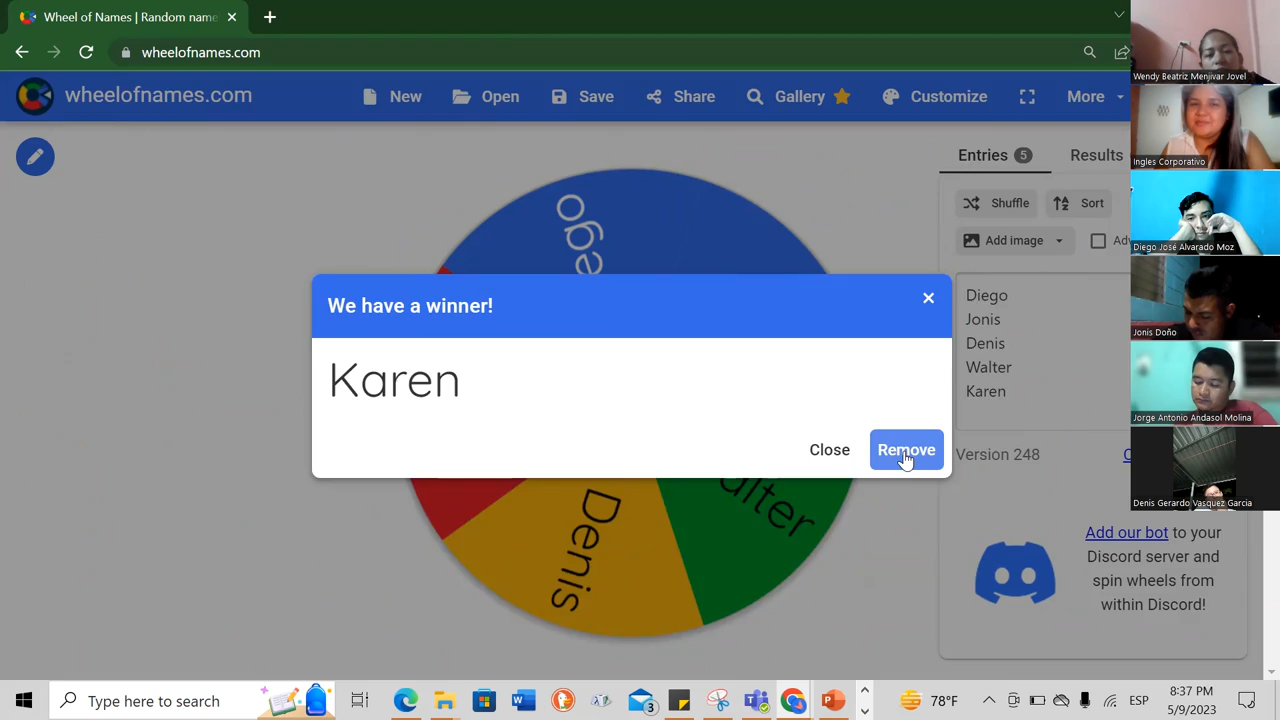 Wheel of Names | Random name
wheelofnames.com
wheelofnames.com
New
Open
Save
Share
Gallery
Customize
More
Entries 5
Results
Shuffle
Sort
Add image
Diego
Jonis
Denis
Walter
Karen
Version 248
Add our bot to your
Discord server and
spin wheels from
within Discord!
We have a winner!
Karen
Close
Remove
Denis
Wendy Beatriz Menjivar Jovel
Ingles Corporativo
Diego José Alvarado Moz
Jonis Doño
Jorge Antonio Andasol Molina
Denis Gerardo Vasquez Garcia
Type here to search
3
78°F
ESP
8:37 PM
5/9/2023